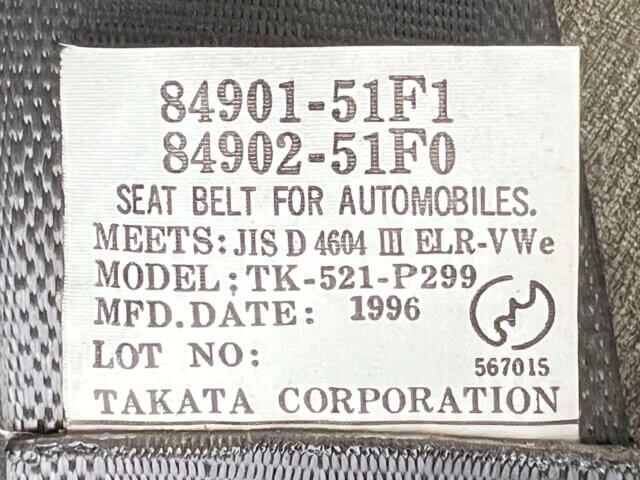 84901-51F1
84902-51F0
SEAT BELT FOR AUTOMOBILES.
MEETS: JIS D 4604 III ELR-VWe
MODEL; TK-521-P299
MFD. DATE: 1996
LOT NO:
567015
TAKATA CORPORATION